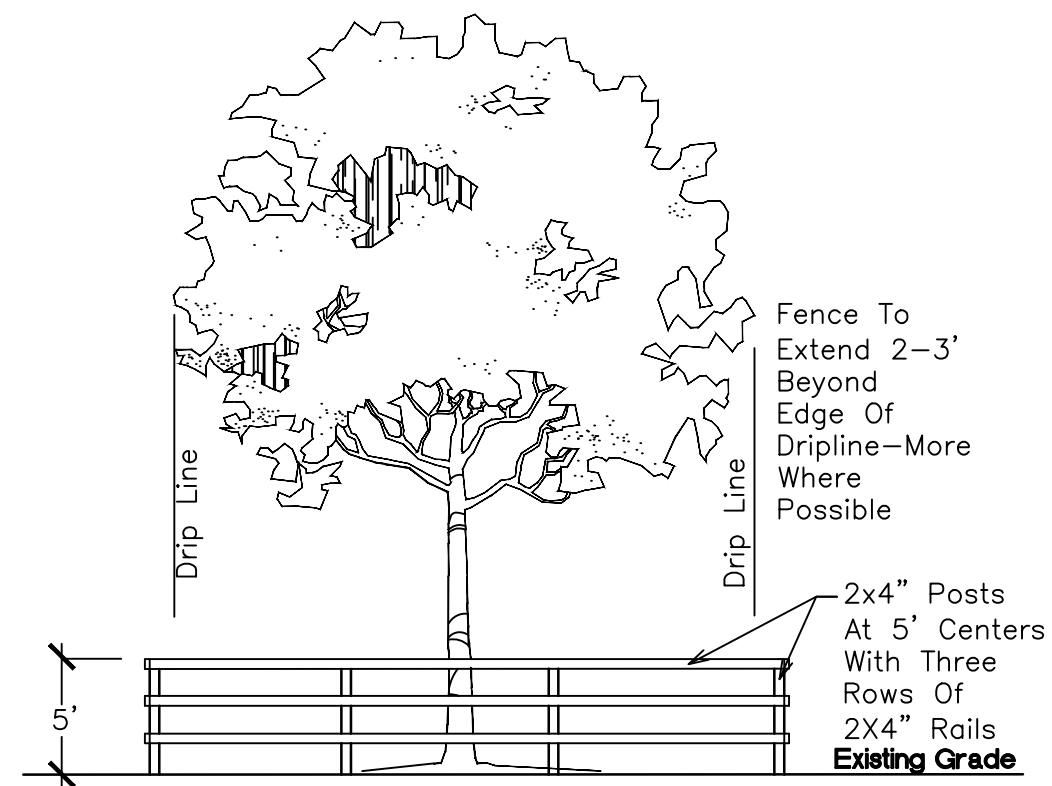 Fence To
Extend 2-3'
Beyond
Edge Of
Dripline-More
Where
Possible
Drip Line
Drip Line
2x4" Posts
At 5' Centers
With Three
Rows Of
2X4" Rails
5'
Existing Grade